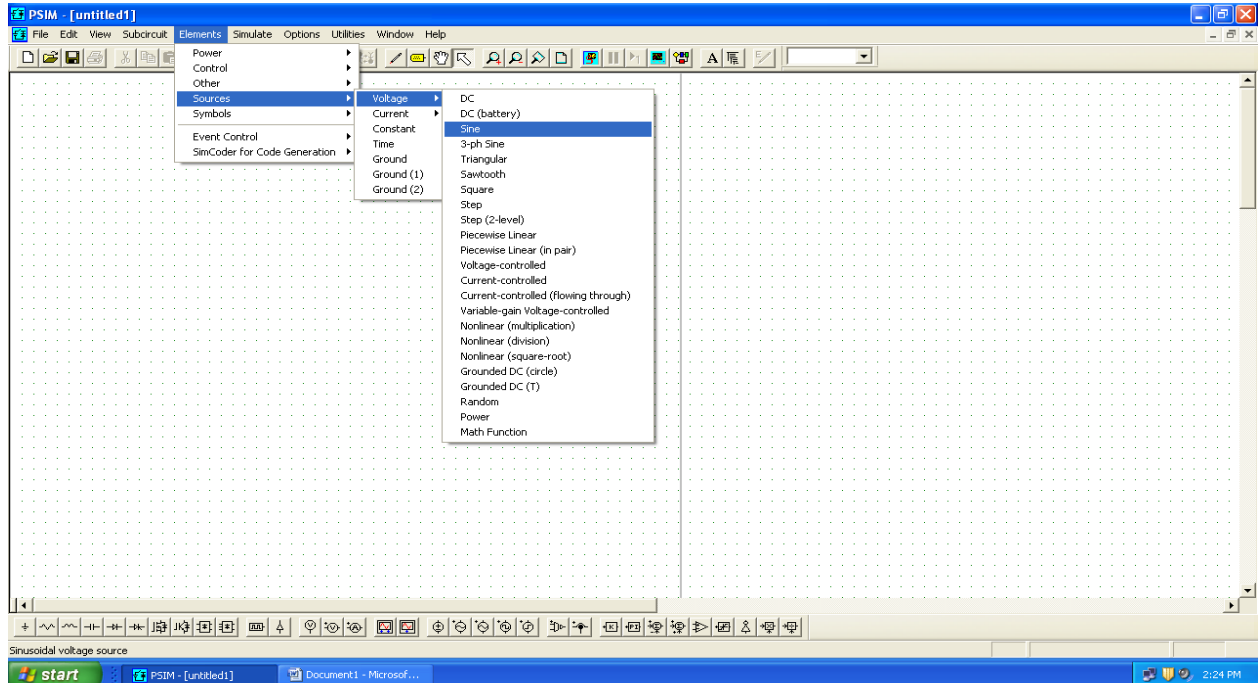 PSIM - [untitled1]
File Edit View Subcircuit Elements Simulate Options Utilities Window Help
A
Power
Control
Other
Sources
Symbols
Event Control
SimCoder for Code Generation
Voltage
Current
Constant
Time
Ground
Ground (1)
Ground (2)
DC
DC (battery)
Sine
3-ph Sine
Triangular
Sawtooth
Square
Step
Step (2-level)
Piecewise Linear
Piecewise Linear (in pair)
Voltage-controlled
Current-controlled
Current-controlled (flowing through)
Variable-gain Voltage-controlled
Nonlinear (multiplication)
Nonlinear (division)
Nonlinear (square-root)
Grounded DC (circle)
Grounded DC (T)
Random
Power
Math Function
Sinusoidal voltage source
start PSIM - [untitled1] Document1 - Microsof... 2:24 PM